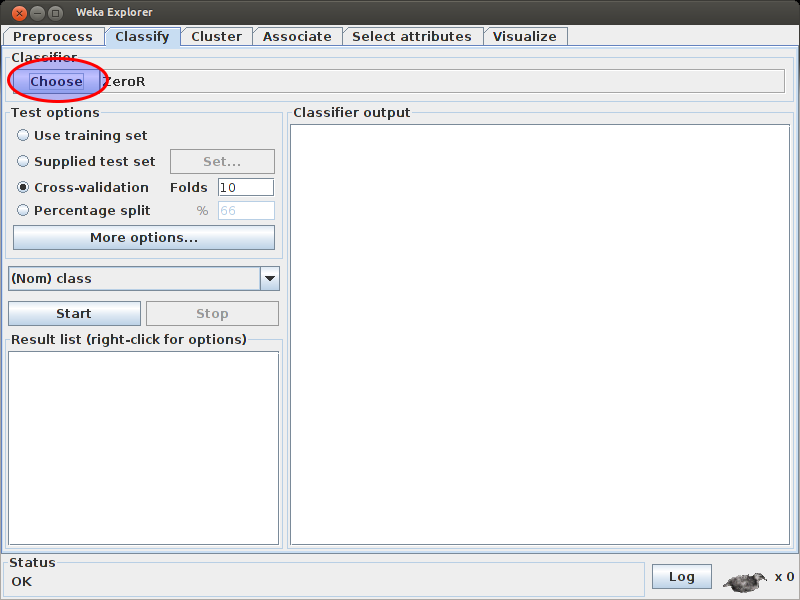 Weka Explorer
Preprocess Classify Cluster Associate Select attributes Visualize
Classifier
Choose ZeroR
Test options
Use training set
Supplied test set Set...
Cross-validation Folds 10
Percentage split % 66
More options...
(Nom) class
Start Stop
Result list (right-click for options)
Classifier output
Status
OK
Log x 0